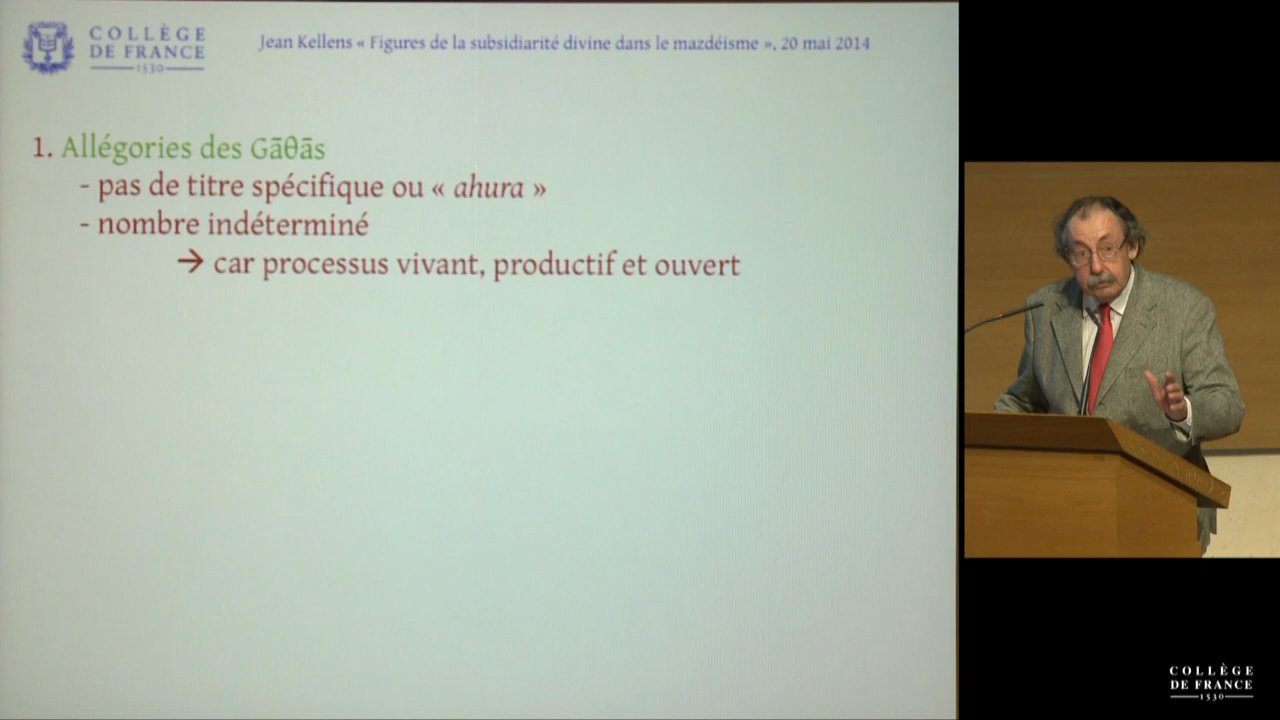 COLLÈGE
DE FRANCE
1530
Jean Kellens « Figures de la subsidiarité divine dans le mazdéisme », 20 mai 2014
1. Allégories des Gāθās
- pas de titre spécifique ou « ahura »
- nombre indéterminé
→ car processus vivant, productif et ouvert
COLLÈGE
DE FRANCE
1530